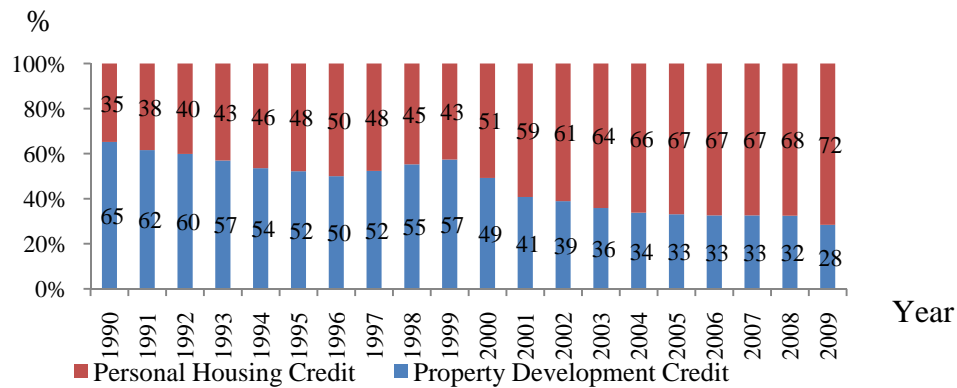 %
100%
80%
60%
40%
20%
0%
35 38 40 43 46 48 50 48 45 43 51 59 61 64 66 67 67 67 68 72
65 62 60 57 54 52 50 52 55 57 49 41 39 36 34 33 33 33 32 28
1990 1991 1992 1993 1994 1995 1996 1997 1998 1999 2000 2001 2002 2003 2004 2005 2006 2007 2008 2009
Year
Personal Housing Credit Property Development Credit